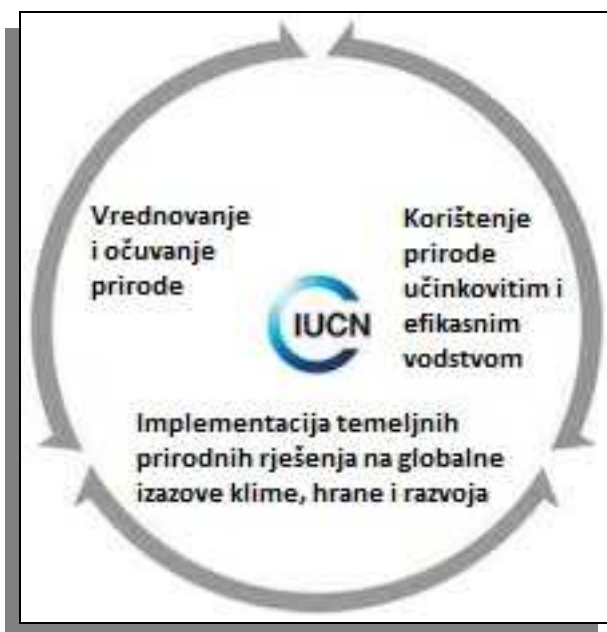 Vrednovanje
i očuvanje
prirode
Korištenje
prirode
učinkovitim i
efikasnim
vodstvom
IUCN
Implementacija temeljnih
prirodnih rješenja na globalne
izazove klime, hrane i razvoja